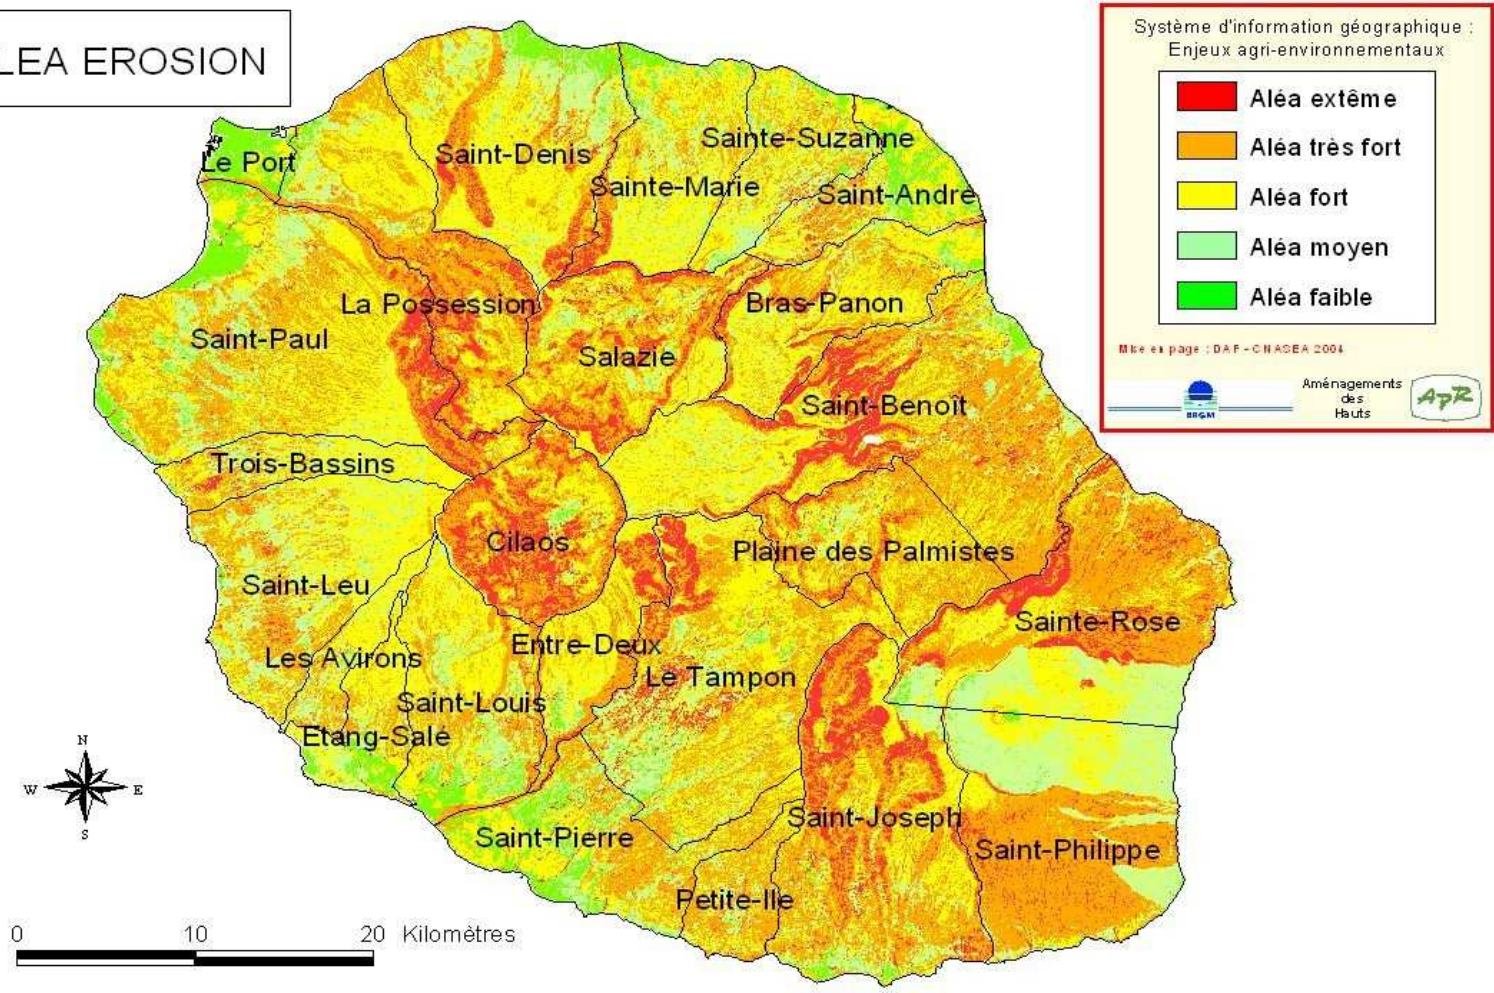 LEA EROSION
Système d'information géographique :
Enjeux agri-environnementaux
Aléa extême
Aléa très fort
Aléa fort
Aléa moyen
Aléa faible
Mise en page : DAF - CNASEA 2004
BRGM
Aménagements
des
Hauts
ApR
Le Port
Saint-Denis
Sainte-Suzanne
Sainte-Marie
Saint-André
La Possession
Bras-Panon
Saint-Paul
Salazie
Saint-Benoît
Trois-Bassins
Cilaos
Plaine des Palmistes
Saint-Leu
Sainte-Rose
Entre-Deux
Les Avirons
Le Tampon
Saint-Louis
Etang-Salé
Saint-Joseph
Saint-Pierre
Saint-Philippe
Petite-Ile
N
W
E
S
0 10 20 Kilomètres